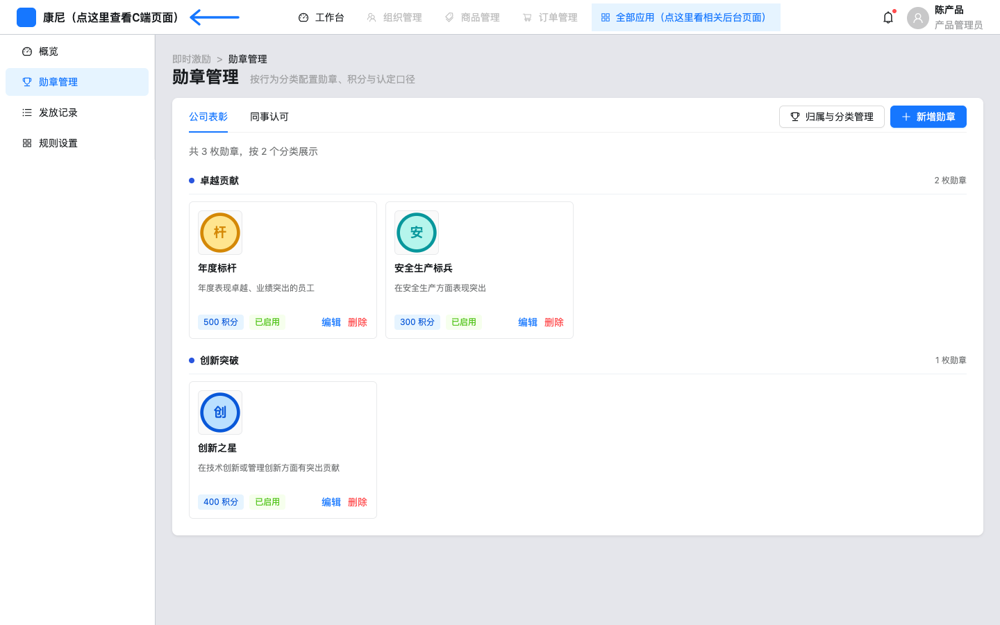 康尼（点这里查看C端页面）
工作台
组织管理
商品管理
订单管理
全部应用（点这里看相关后台页面）
陈产品
产品管理员
概览
勋章管理
发放记录
规则设置
即时激励 > 勋章管理
勋章管理 按行为分类配置勋章、积分与认定口径
公司表彰
同事认可
归属与分类管理
新增勋章
共 3 枚勋章，按 2 个分类展示
卓越贡献
2 枚勋章
杆
年度标杆
年度表现卓越、业绩突出的员工
500 积分 已启用 编辑 删除
安
安全生产标兵
在安全生产方面表现突出
300 积分 已启用 编辑 删除
创新突破
1 枚勋章
创
创新之星
在技术创新或管理创新方面有突出贡献
400 积分 已启用 编辑 删除